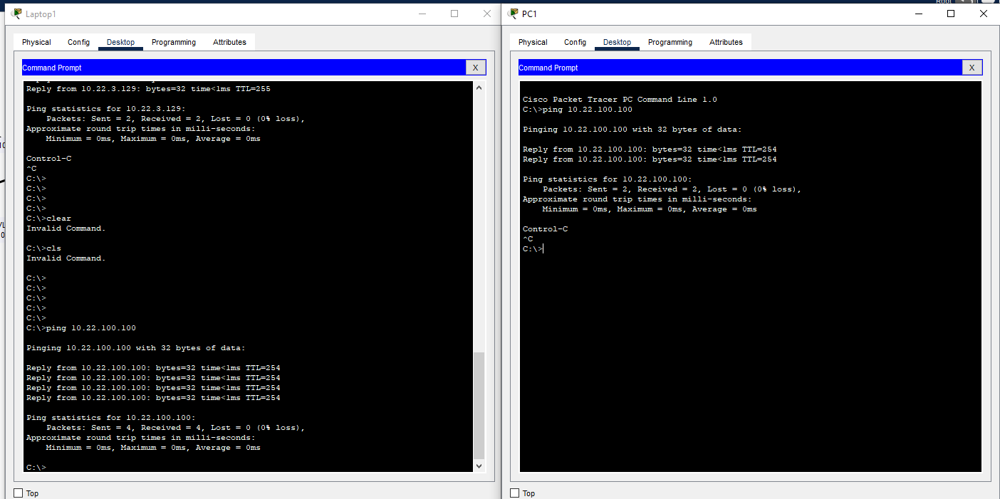 Root
Laptop1
Physical Config Desktop Programming Attributes
Command Prompt X
Reply from 10.22.3.129: bytes=32 time<1ms TTL=255
Ping statistics for 10.22.3.129:
Packets: Sent = 2, Received = 2, Lost = 0 (0% loss),
Approximate round trip times in milli-seconds:
Minimum = 0ms, Maximum = 0ms, Average = 0ms
Control-C
^C
C:\>
C:\>
C:\>
C:\>
C:\>clear
Invalid Command.
C:\>cls
Invalid Command.
C:\>
C:\>
C:\>
C:\>
C:\>
C:\>ping 10.22.100.100
Pinging 10.22.100.100 with 32 bytes of data:
Reply from 10.22.100.100: bytes=32 time<1ms TTL=254
Reply from 10.22.100.100: bytes=32 time<1ms TTL=254
Reply from 10.22.100.100: bytes=32 time<1ms TTL=254
Reply from 10.22.100.100: bytes=32 time<1ms TTL=254
Ping statistics for 10.22.100.100:
Packets: Sent = 4, Received = 4, Lost = 0 (0% loss),
Approximate round trip times in milli-seconds:
Minimum = 0ms, Maximum = 0ms, Average = 0ms
C:\>
Top
PC1
Physical Config Desktop Programming Attributes
Command Prompt X
Cisco Packet Tracer PC Command Line 1.0
C:\>ping 10.22.100.100
Pinging 10.22.100.100 with 32 bytes of data:
Reply from 10.22.100.100: bytes=32 time<1ms TTL=254
Reply from 10.22.100.100: bytes=32 time<1ms TTL=254
Ping statistics for 10.22.100.100:
Packets: Sent = 2, Received = 2, Lost = 0 (0% loss),
Approximate round trip times in milli-seconds:
Minimum = 0ms, Maximum = 0ms, Average = 0ms
Control-C
^C
C:\>
Top